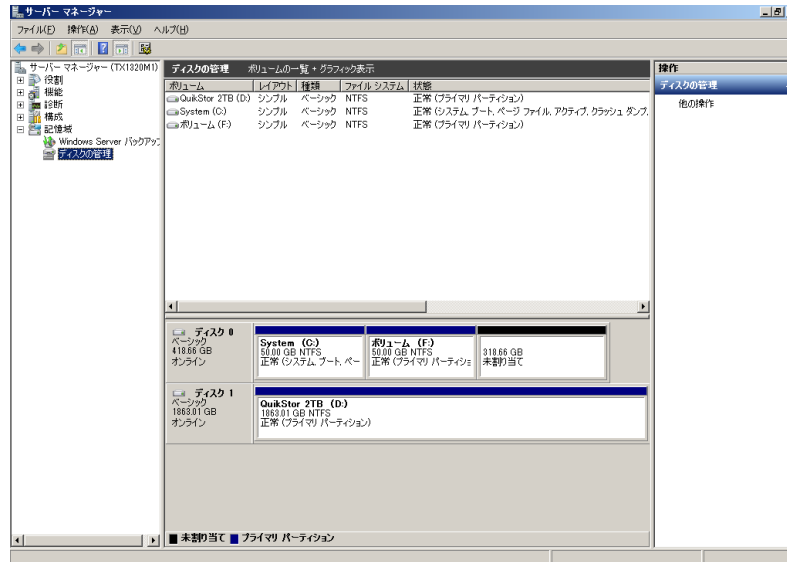 サーバー マネージャー
ファイル(F) 操作(A) 表示(V) ヘルプ(H)
サーバー マネージャー (TX1320M1)
役割
機能
診断
構成
記憶域
Windows Server バックアップ
ディスクの管理
ディスクの管理 ボリュームの一覧 + グラフィック表示
ボリューム レイアウト 種類 ファイル システム 状態
QuikStor 2TB (D:) シンプル ベーシック NTFS 正常 (プライマリ パーティション)
System (C:) シンプル ベーシック NTFS 正常 (システム, ブート, ページ ファイル, アクティブ, クラッシュ ダンプ,
ボリューム (F:) シンプル ベーシック NTFS 正常 (プライマリ パーティション)
ディスク 0
ベーシック
418.66 GB
オンライン
System (C:)
50.00 GB NTFS
正常 (システム, ブート, ペー
ボリューム (F:)
50.00 GB NTFS
正常 (プライマリ パーティショ
318.66 GB
未割り当て
ディスク 1
ベーシック
1863.01 GB
オンライン
QuikStor 2TB (D:)
1863.01 GB NTFS
正常 (プライマリ パーティション)
未割り当て プライマリ パーティション
操作
ディスクの管理
他の操作